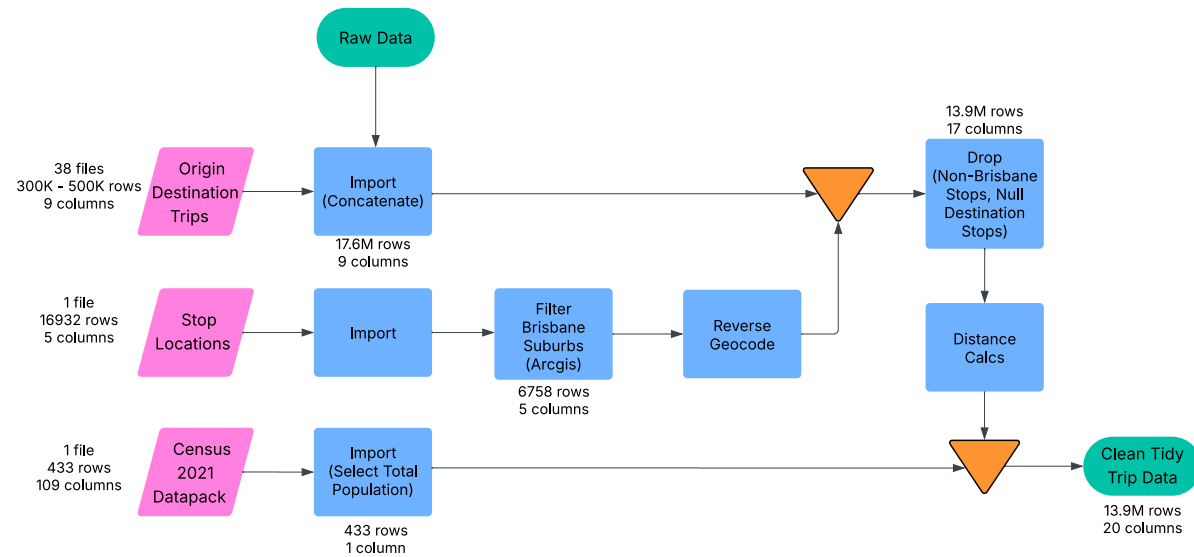 Raw Data
38 files
300K - 500K rows
9 columns
Origin
Destination
Trips
Import
(Concatenate)
17.6M rows
9 columns
13.9M rows
17 columns
Drop
(Non-Brisbane
Stops, Null
Destination
Stops)
1 file
16932 rows
5 columns
Stop
Locations
Import
Filter
Brisbane
Suburbs
(Arcgis)
6758 rows
5 columns
Reverse
Geocode
Distance
Calcs
1 file
433 rows
109 columns
Census
2021
Datapack
Import
(Select Total
Population)
433 rows
1 column
Clean Tidy
Trip Data
13.9M rows
20 columns